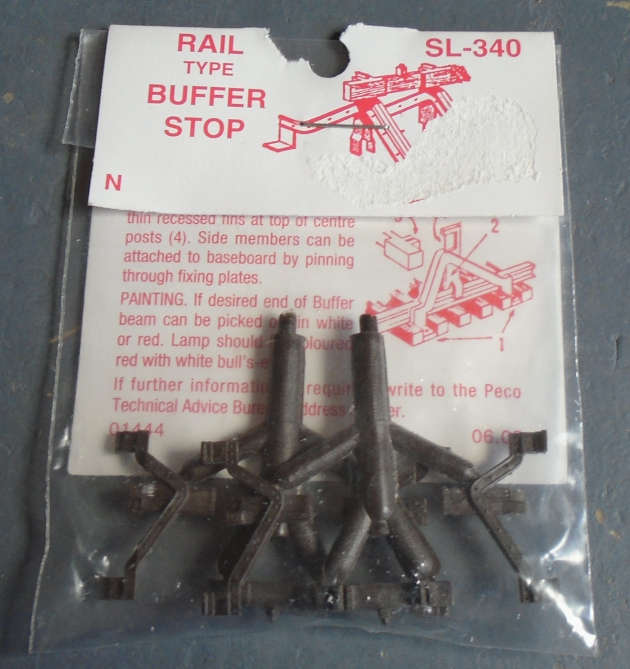 RAIL
TYPE
BUFFER
STOP
SL-340
N
thin recessed fins at top of centre
posts (4). Side members can be
attached to baseboard by pinning
through fixing plates.
PAINTING. If desired end of Buffer
beam can be picked in white
or red. Lamp should
red with white bull's-
If further write to the Peco
Technical Advice
01444
06.0
2
1